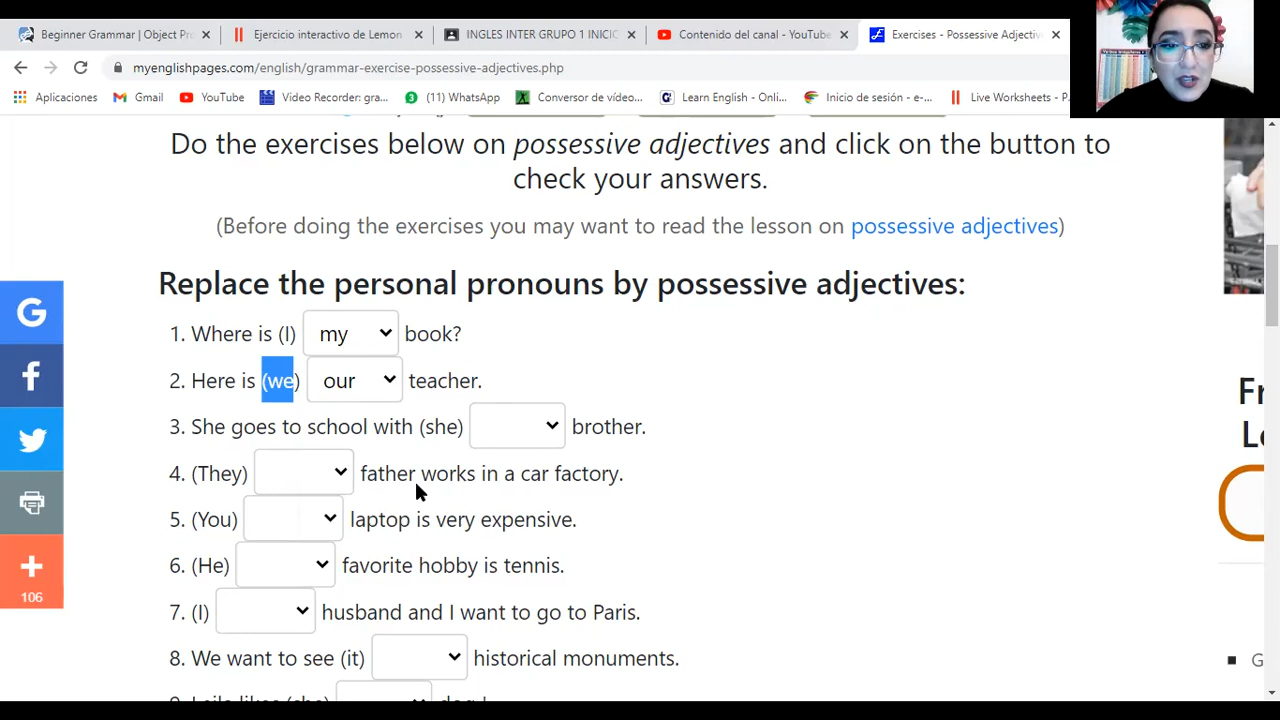 Beginner Grammar | Object Pro
Ejercicio interactivo de Lemon
INGLES INTER GRUPO 1 INICIO
Contenido del canal - YouTube
Exercises - Possessive Adjectiv
myenglishpages.com/english/grammar-exercise-possessive-adjectives.php
Aplicaciones
Gmail
YouTube
Video Recorder: gra...
(11) WhatsApp
Conversor de vídeo...
Learn English - Onli...
Inicio de sesión - e-...
Live Worksheets - P...
Do the exercises below on possessive adjectives and click on the button to
check your answers.
(Before doing the exercises you may want to read the lesson on possessive adjectives)
Replace the personal pronouns by possessive adjectives:
1. Where is (I) my book?
2. Here is (we) our teacher.
3. She goes to school with (she) brother.
4. (They) father works in a car factory.
5. (You) laptop is very expensive.
6. (He) favorite hobby is tennis.
7. (I) husband and I want to go to Paris.
8. We want to see (it) historical monuments.
9. Leila likes (she) dog !
106
Fr
L
G